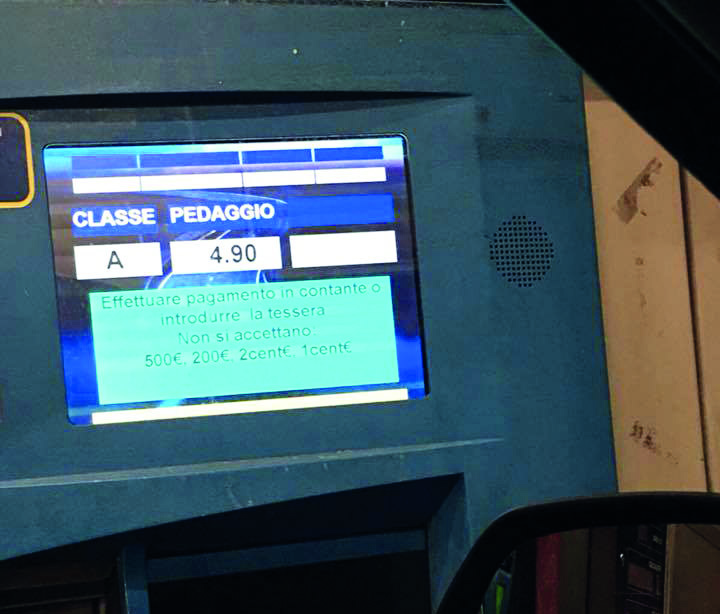 CLASSE PEDAGGIO
A 4.90
Effettuare pagamento in contante o
introdurre la tessera
Non si accettano:
500€, 200€, 2cent€, 1cent€